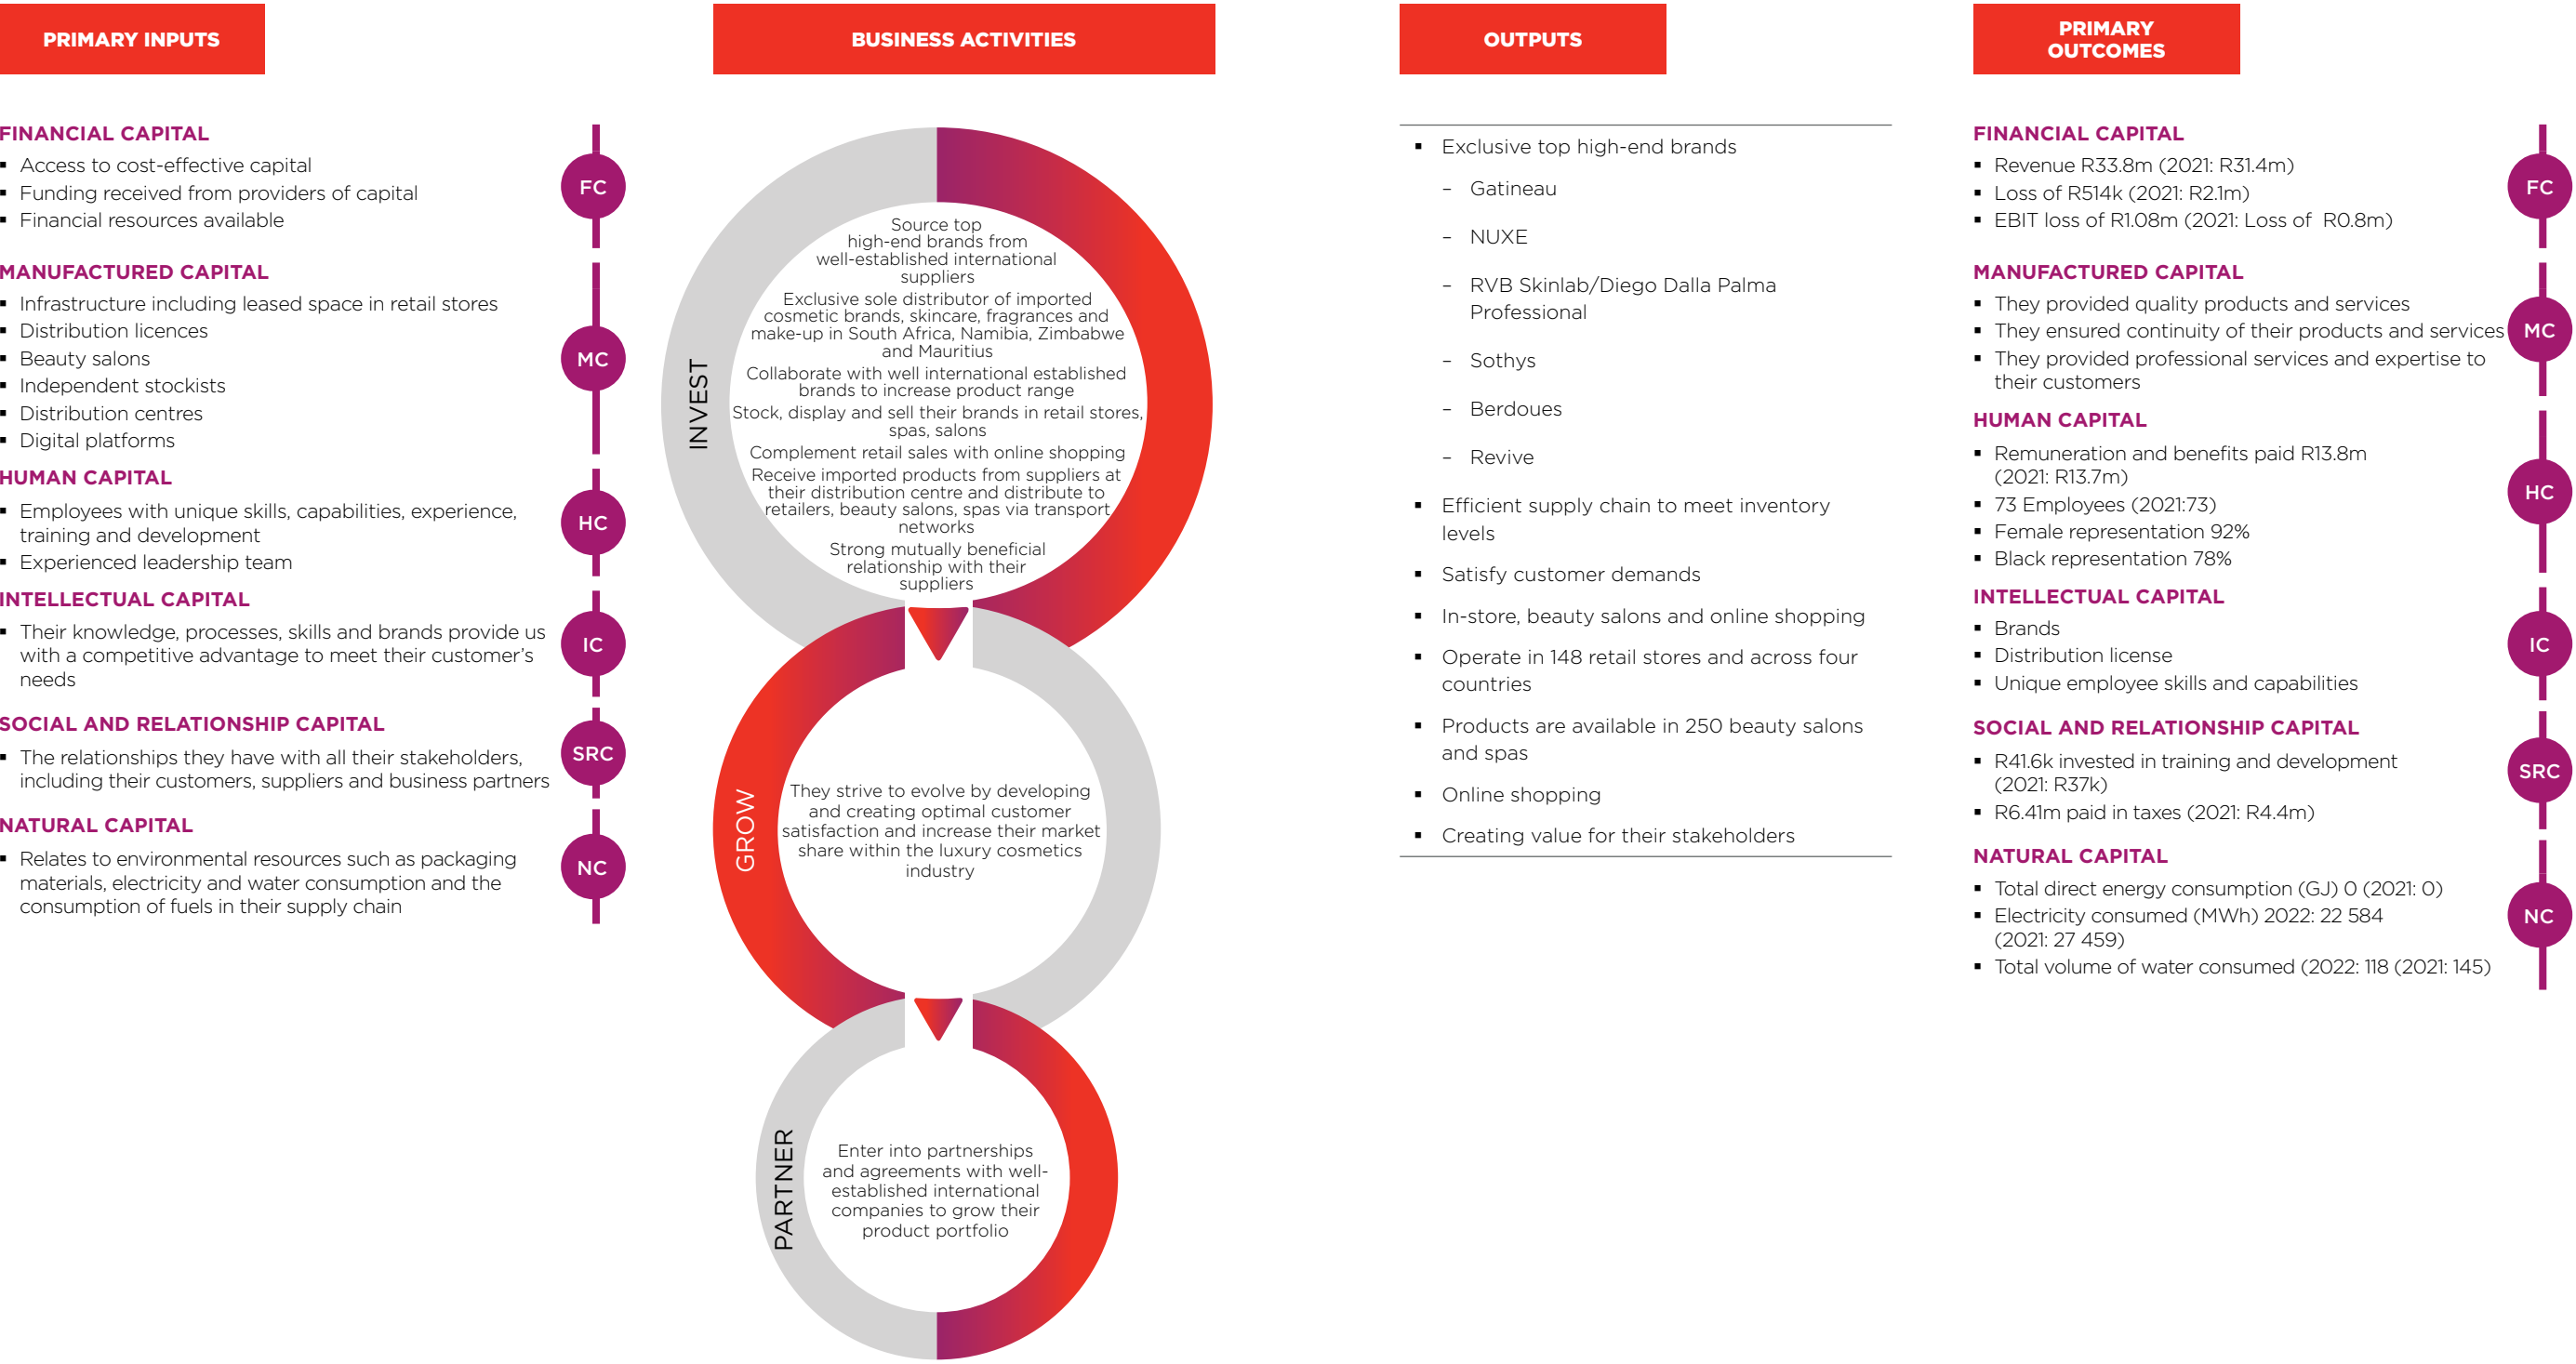 PRIMARY INPUTS
FINANCIAL CAPITAL
▪ Access to cost-effective capital
▪ Funding received from providers of capital
▪ Financial resources available
FC
MANUFACTURED CAPITAL
▪ Infrastructure including leased space in retail stores
▪ Distribution licences
▪ Beauty salons
▪ Independent stockists
▪ Distribution centres
▪ Digital platforms
MC
HUMAN CAPITAL
▪ Employees with unique skills, capabilities, experience,
training and development
▪ Experienced leadership team
HC
INTELLECTUAL CAPITAL
▪ Their knowledge, processes, skills and brands provide us
with a competitive advantage to meet their customer's
needs
IC
SOCIAL AND RELATIONSHIP CAPITAL
▪ The relationships they have with all their stakeholders,
including their customers, suppliers and business partners
SRC
NATURAL CAPITAL
▪ Relates to environmental resources such as packaging
materials, electricity and water consumption and the
consumption of fuels in their supply chain
NC
BUSINESS ACTIVITIES
INVEST
Source top
high-end brands from
well-established international
suppliers
Exclusive sole distributor of imported
cosmetic brands, skincare, fragrances and
make-up in South Africa, Namibia, Zimbabwe
and Mauritius
Collaborate with well international established
brands to increase product range
Stock, display and sell their brands in retail stores,
spas, salons
Complement retail sales with online shopping
Receive imported products from suppliers at
their distribution centre and distribute to
retailers, beauty salons, spas via transport
networks
Strong mutually beneficial
relationship with their
suppliers
GROW
They strive to evolve by developing
and creating optimal customer
satisfaction and increase their market
share within the luxury cosmetics
industry
PARTNER
Enter into partnerships
and agreements with well-
established international
companies to grow their
product portfolio
OUTPUTS
▪ Exclusive top high-end brands
– Gatineau
– NUXE
– RVB Skinlab/Diego Dalla Palma
Professional
– Sothys
– Berdoues
– Revive
▪ Efficient supply chain to meet inventory
levels
▪ Satisfy customer demands
▪ In-store, beauty salons and online shopping
▪ Operate in 148 retail stores and across four
countries
▪ Products are available in 250 beauty salons
and spas
▪ Online shopping
▪ Creating value for their stakeholders
PRIMARY
OUTCOMES
FINANCIAL CAPITAL
▪ Revenue R33.8m (2021: R31.4m)
▪ Loss of R514k (2021: R2.1m)
▪ EBIT loss of R1.08m (2021: Loss of R0.8m)
FC
MANUFACTURED CAPITAL
▪ They provided quality products and services
▪ They ensured continuity of their products and services
▪ They provided professional services and expertise to
their customers
MC
HUMAN CAPITAL
▪ Remuneration and benefits paid R13.8m
(2021: R13.7m)
▪ 73 Employees (2021:73)
▪ Female representation 92%
▪ Black representation 78%
HC
INTELLECTUAL CAPITAL
▪ Brands
▪ Distribution license
▪ Unique employee skills and capabilities
IC
SOCIAL AND RELATIONSHIP CAPITAL
▪ R41.6k invested in training and development
(2021: R37k)
▪ R6.41m paid in taxes (2021: R4.4m)
SRC
NATURAL CAPITAL
▪ Total direct energy consumption (GJ) 0 (2021: 0)
▪ Electricity consumed (MWh) 2022: 22 584
(2021: 27 459)
▪ Total volume of water consumed (2022: 118 (2021: 145)
NC